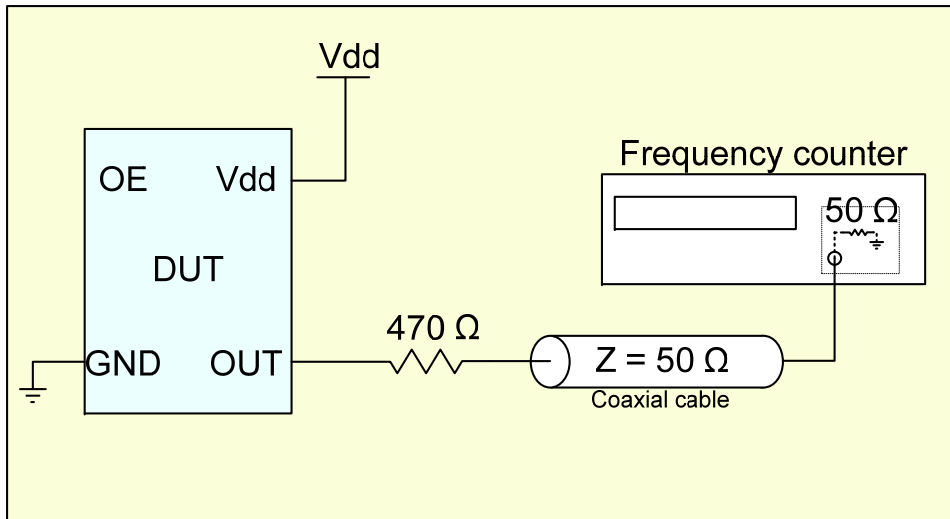 Vdd
Frequency counter
OE Vdd
50 Ω
DUT
470 Ω
GND OUT
Z = 50 Ω
Coaxial cable